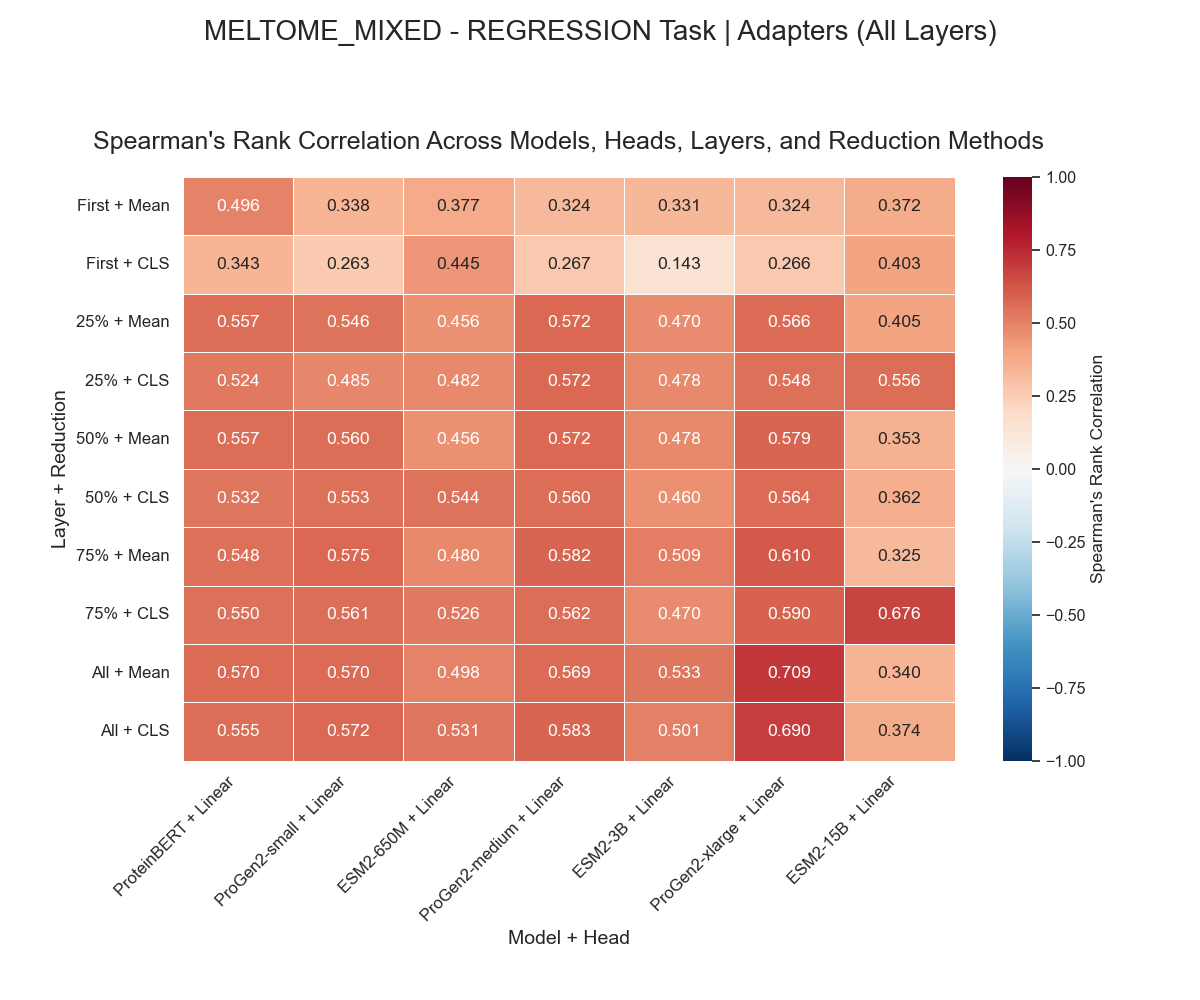 MELTOME_MIXED - REGRESSION Task | Adapters (All Layers)
Spearman's Rank Correlation Across Models, Heads, Layers, and Reduction Methods
Layer + Reduction
First + Mean 0.496 0.338 0.377 0.324 0.331 0.324 0.372
First + CLS 0.343 0.263 0.445 0.267 0.143 0.266 0.403
25% + Mean 0.557 0.546 0.456 0.572 0.470 0.566 0.405
25% + CLS 0.524 0.485 0.482 0.572 0.478 0.548 0.556
50% + Mean 0.557 0.560 0.456 0.572 0.478 0.579 0.353
50% + CLS 0.532 0.553 0.544 0.560 0.460 0.564 0.362
75% + Mean 0.548 0.575 0.480 0.582 0.509 0.610 0.325
75% + CLS 0.550 0.561 0.526 0.562 0.470 0.590 0.676
All + Mean 0.570 0.570 0.498 0.569 0.533 0.709 0.340
All + CLS 0.555 0.572 0.531 0.583 0.501 0.690 0.374
ProteinBERT + Linear
ProGen2-small + Linear
ESM2-650M + Linear
ProGen2-medium + Linear
ESM2-3B + Linear
ProGen2-xlarge + Linear
ESM2-15B + Linear
Model + Head
1.00
0.75
0.50
0.25
0.00
−0.25
−0.50
−0.75
−1.00
Spearman's Rank Correlation